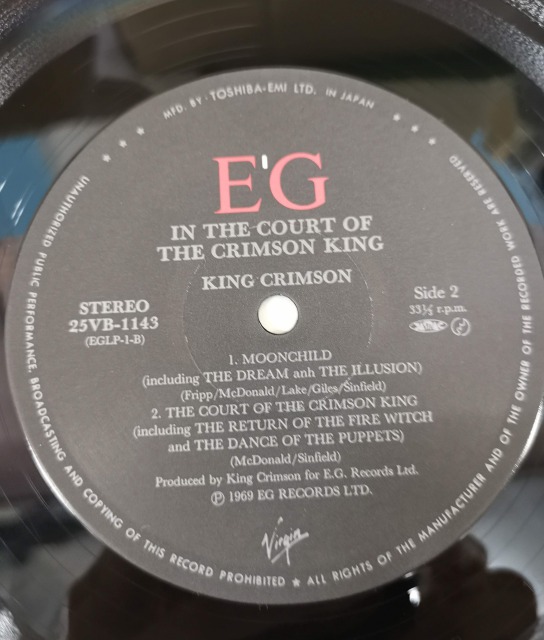 MFD. BY · TOSHIBA-EMI LTD. IN JAPAN
E'G
IN THE COURT OF
THE CRIMSON KING
KING CRIMSON
STEREO
25VB-1143
(EGLP-1-B)
Side 2
33⅓ r.p.m.
1. MOONCHILD
(including THE DREAM anh THE ILLUSION)
(Fripp/McDonald/Lake/Giles/Sinfield)
2. THE COURT OF THE CRIMSON KING
(including THE RETURN OF THE FIRE WITCH
and THE DANCE OF THE PUPPETS)
(McDonald/Sinfield)
Produced by King Crimson for E.G. Records Ltd.
Ⓟ 1969 EG RECORDS LTD.
Virgin
UNAUTHORIZED PUBLIC PERFORMANCE, BROADCASTING AND COPYING OF THIS RECORD PROHIBITED ★ ALL RIGHTS OF THE MANUFACTURER AND OF THE OWNER OF THE RECORDED WORK ARE RESERVED